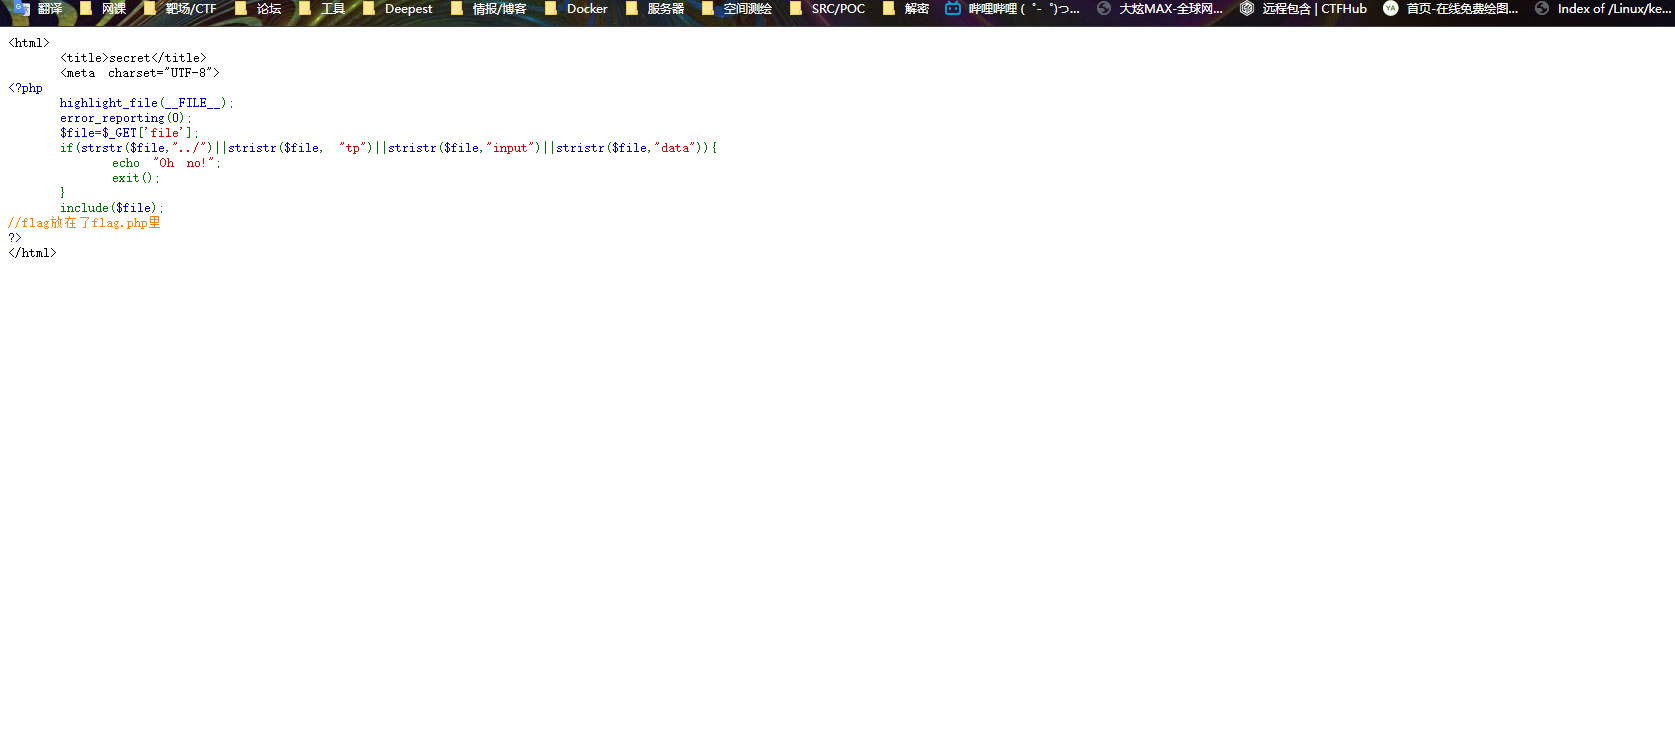 翻译 网课 靶场/CTF 论坛 工具 Deepest 情报/博客 Docker 服务器 空间测绘 SRC/POC 解密 哔哩哔哩 ( ゜- ゜)つ... 大炫MAX-全球网... 远程包含 | CTFHub 首页-在线免费绘图... Index of /Linux/ke...
<html>
<title>secret</title>
<meta charset="UTF-8">
<?php
highlight_file(__FILE__);
error_reporting(0);
$file=$_GET['file'];
if(strstr($file,"../")||stristr($file, "tp")||stristr($file,"input")||stristr($file,"data")){
echo "Oh no!";
exit();
}
include($file);
//flag放在了flag.php里
?>
</html>